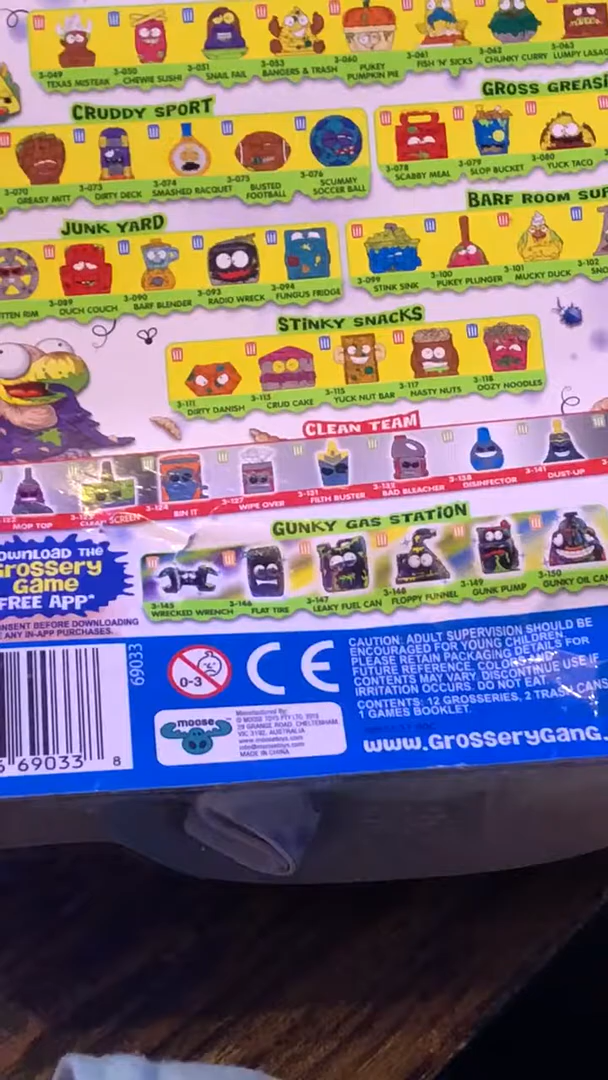 3-049 3-050 3-051 3-053 3-060 3-061 3-062 3-063
TEXAS MISTEAK CHEWIE SUSHI SNAIL FAIL BANGERS & TRASH PUKEY PUMPKIN PIE FISH 'N' SICKS CHUNKY CURRY LUMPY LASAG
CRUDDY SPORT
3-070 3-073 3-074 3-075 3-076
GREASY MITT DIRTY DECK SMASHED RACQUET BUSTED FOOTBALL SCUMMY SOCCER BALL
GROSS GREASI
3-078 3-079 3-080
SCABBY MEAL SLOP BUCKET YUCK TACO
JUNK YARD
3-089 3-090 3-093 3-094
TTEN RIM OUCH COUCH BARF BLENDER RADIO WRECK FUNGUS FRIDGE
BARF ROOM SUP
3-099 3-100 3-101 3-102
STINK SINK PUKEY PLUNGER MUCKY DUCK
STINKY SNACKS
3-111 3-113 3-115 3-117 3-118
DIRTY DANISH CRUD CAKE YUCK NUT BAR NASTY NUTS OOZY NOODLES
CLEAN TEAM
3-127 3-131 3-138 3-141
MOP TOP CLEAN SCREEN BIN IT WIPE OVER FILTH BUSTER BAD BLEACHER DISINFECTOR DUST-UP
GUNKY GAS STATION
3-145 3-146 3-147 3-148 3-149 3-150
WRECKED WRENCH FLAT TIRE LEAKY FUEL CAN FLOPPY FUNNEL GUNK PUMP GUNKY OIL CAN
OWNLOAD THE
Grossery
Game
FREE APP*
NSENT BEFORE DOWNLOADING
ANY IN-APP PURCHASES.
69033
69033 8
0-3
CE
CAUTION: ADULT SUPERVISION SHOULD BE
ENCOURAGED FOR YOUNG CHILDREN.
PLEASE RETAIN PACKAGING DETAILS FOR
FUTURE REFERENCE. COLORS AND
CONTENTS MAY VARY. DISCONTINUE USE IF
IRRITATION OCCURS. DO NOT EAT.
CONTENTS: 12 GROSSERIES, 2 TRASH CANS
1 GAMES BOOKLET.
moose
Manufactured By:
© MOOSE TOYS PTY LTD, 2015
29 GRANGE ROAD, CHELTENHAM,
VIC 3192, AUSTRALIA
www.moosetoys.com
info@moosetoys.com
MADE IN CHINA
www.GrosseryGang.